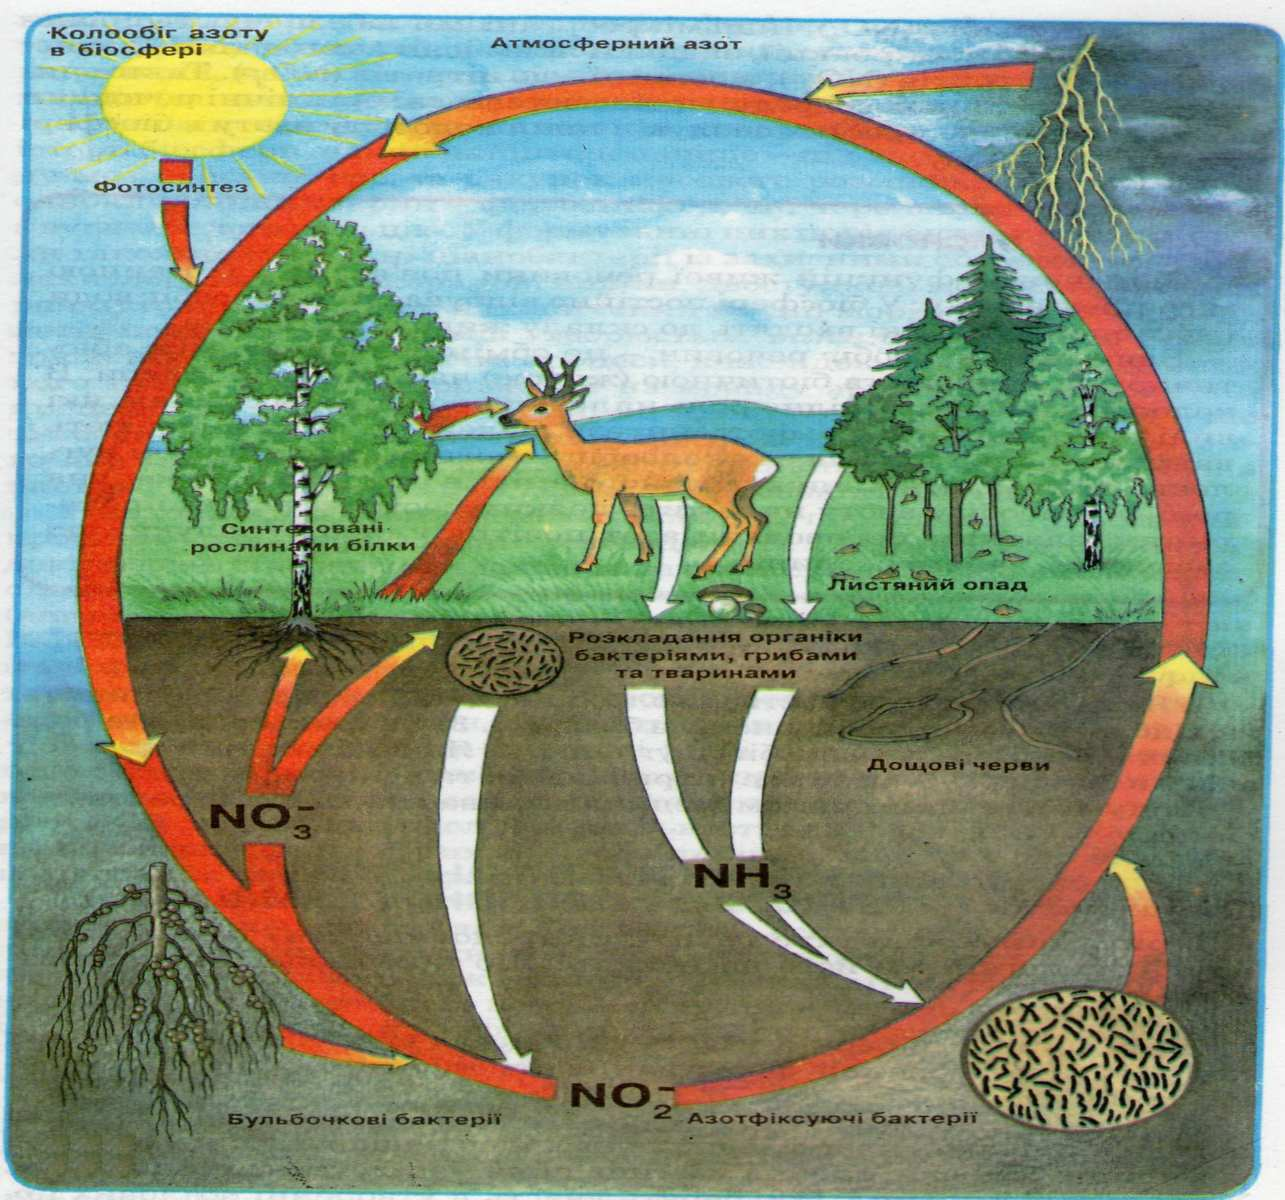 Колообіг азоту
в біосфері
Атмосферний азот
Фотосинтез
Синтезовані
рослинами білки
Листяний опад
Розкладання органіки
бактеріями, грибами
та тваринами
Дощові черви
NO₃⁻
NH₃
NO₂⁻
Бульбочкові бактерії
Азотфіксуючі бактерії